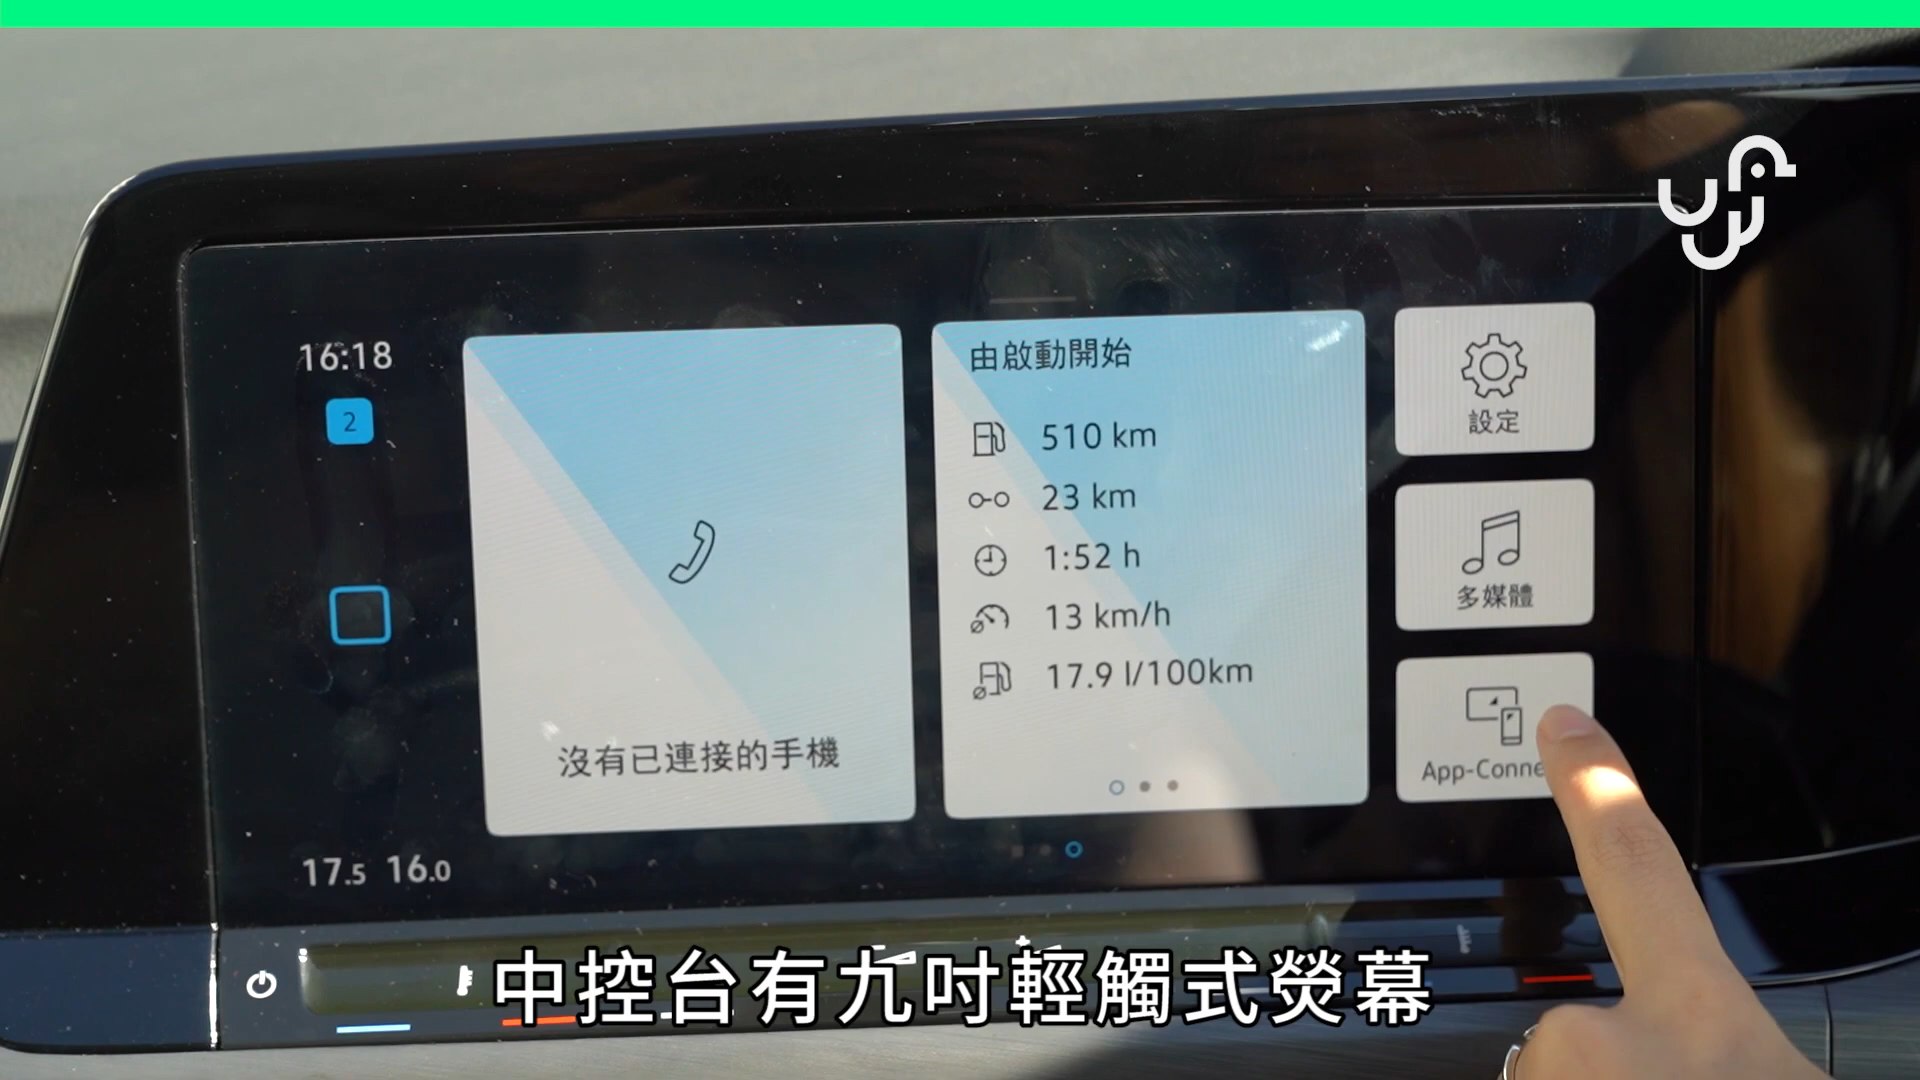 16:18
2
17.5 16.0
沒有已連接的手機
由啟動開始
510 km
23 km
1:52 h
13 km/h
17.9 l/100km
設定
多媒體
App-Conne
中控台有九吋輕觸式熒幕